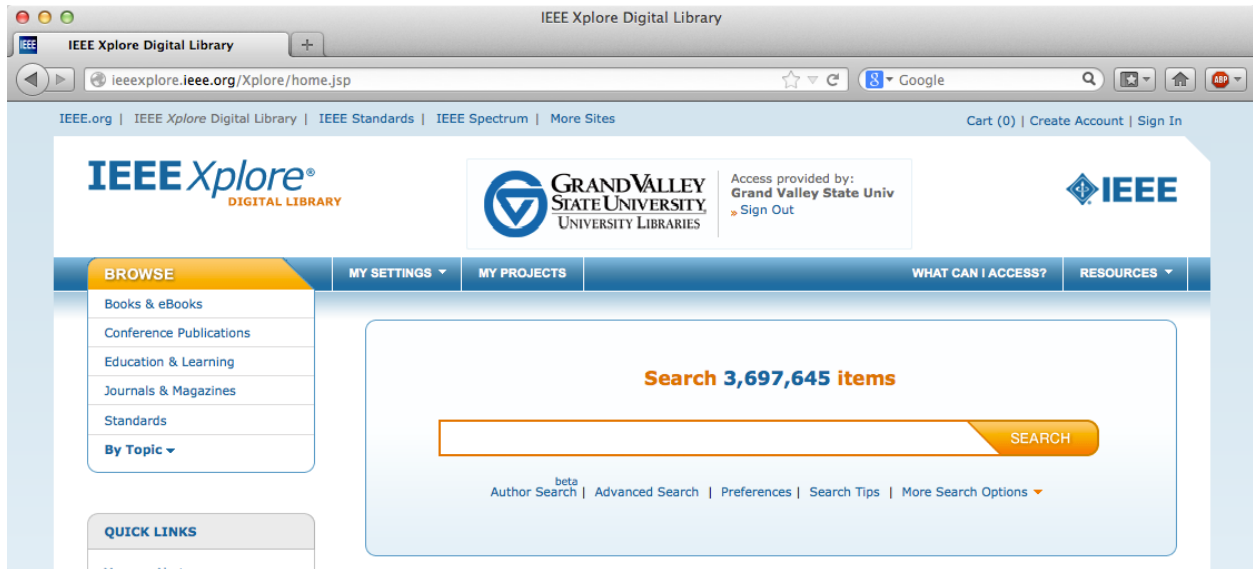 IEEE Xplore Digital Library
IEEE IEEE Xplore Digital Library +
ieeexplore.ieee.org/Xplore/home.jsp 8 Google ABP
IEEE.org | IEEE Xplore Digital Library | IEEE Standards | IEEE Spectrum | More Sites Cart (0) | Create Account | Sign In
IEEE Xplore®
DIGITAL LIBRARY
GRAND VALLEY
STATE UNIVERSITY
UNIVERSITY LIBRARIES
Access provided by:
Grand Valley State Univ
» Sign Out
IEEE
BROWSE MY SETTINGS MY PROJECTS WHAT CAN I ACCESS? RESOURCES
Books & eBooks
Conference Publications
Education & Learning
Journals & Magazines
Standards
By Topic
Search 3,697,645 items
SEARCH
beta
Author Search | Advanced Search | Preferences | Search Tips | More Search Options
QUICK LINKS